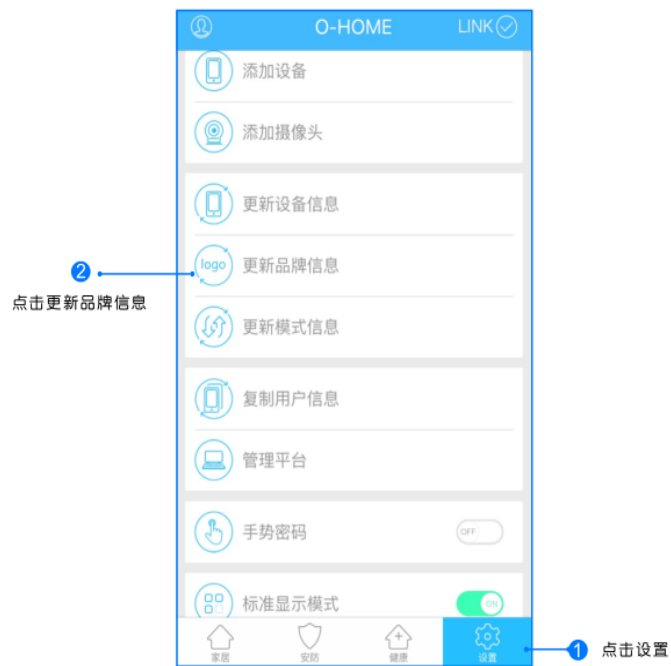 O-HOME
LINK
添加设备
添加摄像头
更新设备信息
logo
更新品牌信息
2
点击更新品牌信息
更新模式信息
复制用户信息
管理平台
手势密码
OFF
标准显示模式
ON
家居
安防
健康
设置
1
点击设置